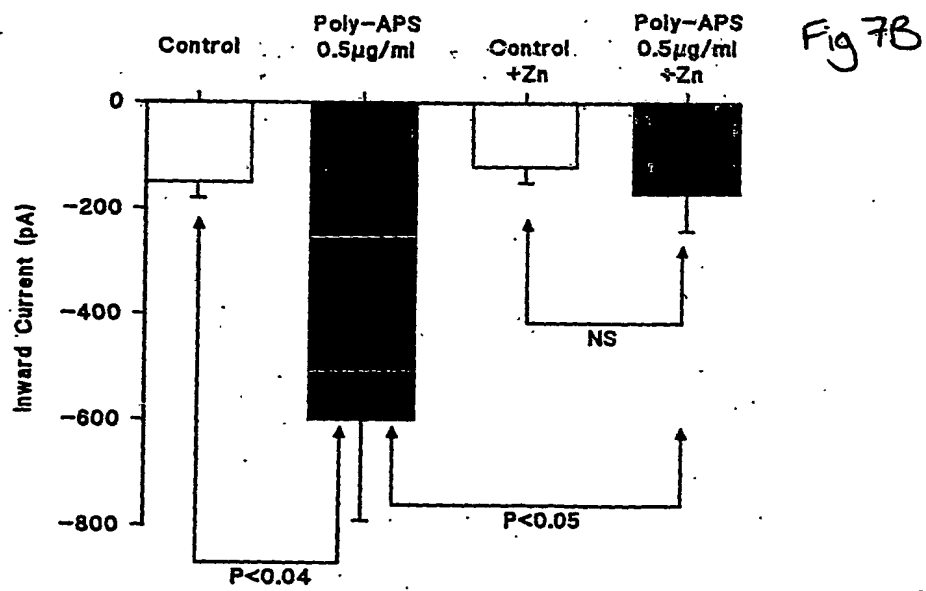 Fig 7B
Control
Poly-APS
0.5µg/ml
Control
+Zn
Poly-APS
0.5µg/ml
+Zn
0
-200
-400
-600
-800
Inward Current (pA)
NS
P<0.05
P<0.04